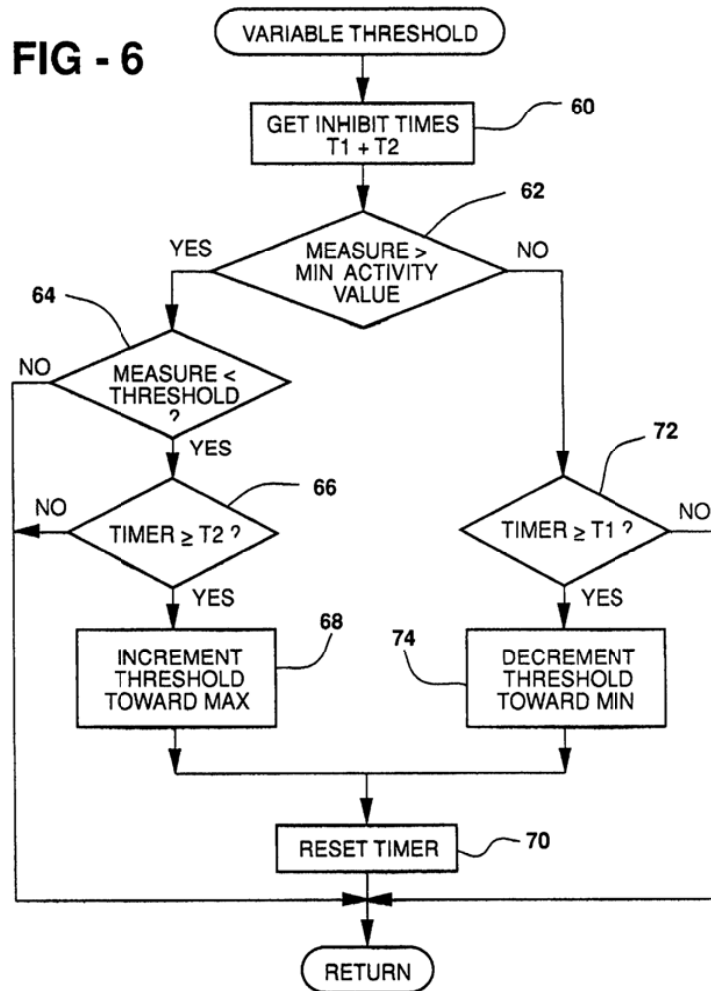 FIG - 6
VARIABLE THRESHOLD
GET INHIBIT TIMES
T1 + T2
60
62
MEASURE >
MIN ACTIVITY
VALUE
YES
NO
64
MEASURE <
THRESHOLD
?
NO
YES
66
TIMER ≥ T2 ?
NO
YES
72
TIMER ≥ T1 ?
NO
YES
68
INCREMENT
THRESHOLD
TOWARD MAX
74
DECREMENT
THRESHOLD
TOWARD MIN
RESET TIMER
70
RETURN